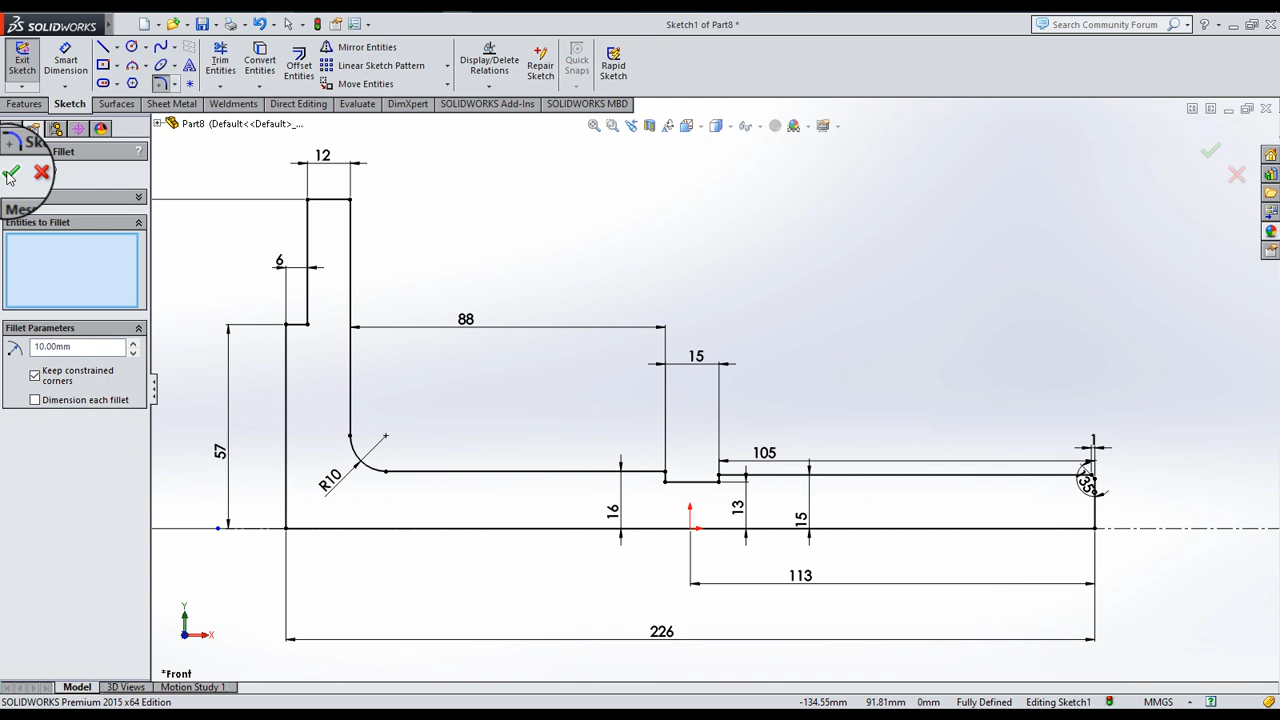 SOLIDWORKS
Sketch1 of Part8 *
Search Community Forum
Exit Sketch
Smart Dimension
Trim Entities
Convert Entities
Offset Entities
Mirror Entities
Linear Sketch Pattern
Move Entities
Display/Delete Relations
Repair Sketch
Quick Snaps
Rapid Sketch
Features
Sketch
Surfaces
Sheet Metal
Weldments
Direct Editing
Evaluate
DimXpert
SOLIDWORKS Add-Ins
SOLIDWORKS MBD
Part8 (Default<<Default>_...
Fillet
?
Entities to Fillet
Fillet Parameters
10.00mm
Keep constrained
corners
Dimension each fillet
12
6
88
15
57
R10
105
1
135
16
13
15
113
226
Y
X
*Front
Model
3D Views
Motion Study 1
SOLIDWORKS Premium 2015 x64 Edition
-134.55mm
91.81mm
0mm
Fully Defined
Editing Sketch1
MMGS